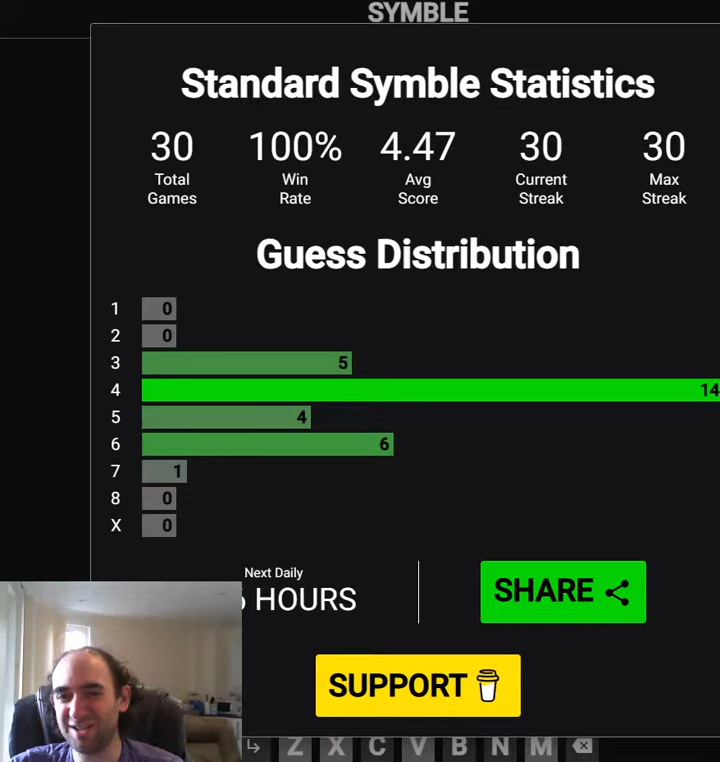 SYMBLE
Standard Symble Statistics
30 100% 4.47 30 30
Total Win Avg Current Max
Games Rate Score Streak Streak
Guess Distribution
1 0
2 0
3 5
4 14
5 4
6 6
7 1
8 0
X 0
Next Daily
HOURS
SHARE
SUPPORT
Z X C V B N M